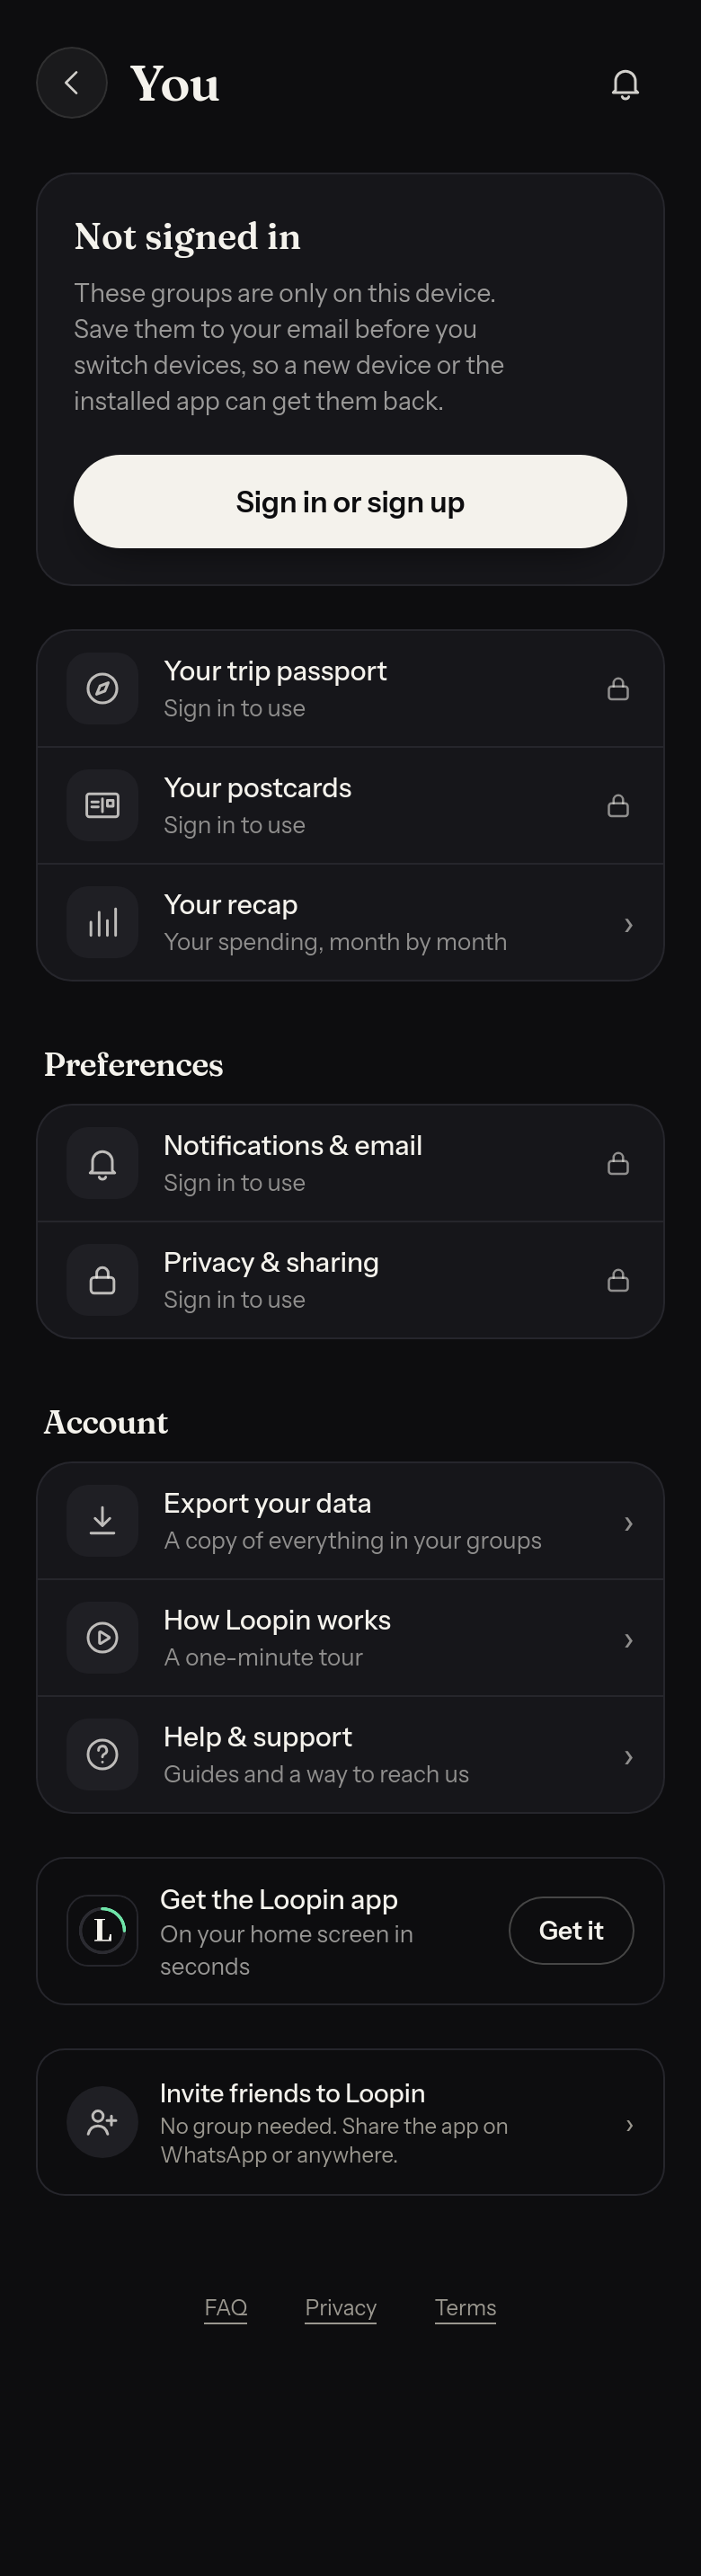 You
Not signed in
These groups are only on this device.
Save them to your email before you
switch devices, so a new device or the
installed app can get them back.
Sign in or sign up
Your trip passport
Sign in to use
Your postcards
Sign in to use
Your recap
Your spending, month by month
Preferences
Notifications & email
Sign in to use
Privacy & sharing
Sign in to use
Account
Export your data
A copy of everything in your groups
How Loopin works
A one-minute tour
Help & support
Guides and a way to reach us
L
Get the Loopin app
On your home screen in
seconds
Get it
Invite friends to Loopin
No group needed. Share the app on
WhatsApp or anywhere.
FAQ Privacy Terms